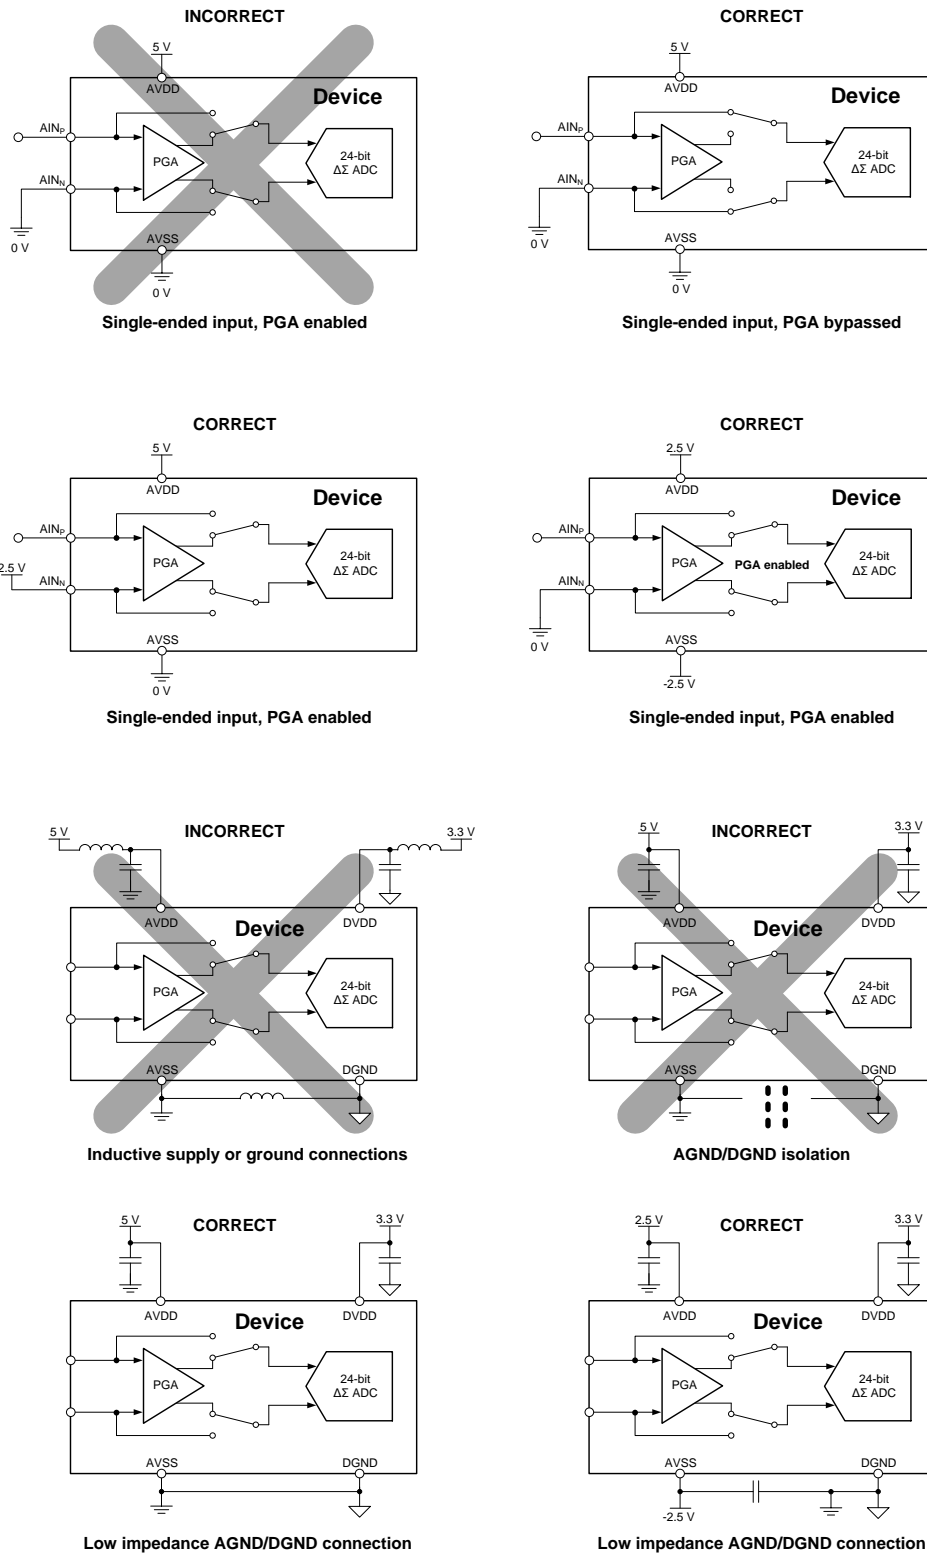 INCORRECT
5 V
AVDD
Device
AINP
PGA
24-bit
ΔΣ ADC
AINN
0 V
AVSS
0 V
Single-ended input, PGA enabled
CORRECT
5 V
AVDD
Device
AINP
PGA
24-bit
ΔΣ ADC
AINN
0 V
AVSS
0 V
Single-ended input, PGA bypassed
CORRECT
5 V
AVDD
Device
AINP
PGA
24-bit
ΔΣ ADC
2.5 V
AINN
AVSS
0 V
Single-ended input, PGA enabled
CORRECT
2.5 V
AVDD
Device
AINP
PGA
PGA enabled
24-bit
ΔΣ ADC
AINN
0 V
AVSS
-2.5 V
Single-ended input, PGA enabled
INCORRECT
5 V
3.3 V
AVDD
DVDD
Device
PGA
24-bit
ΔΣ ADC
AVSS
DGND
Inductive supply or ground connections
INCORRECT
5 V
3.3 V
AVDD
DVDD
Device
PGA
24-bit
ΔΣ ADC
AVSS
DGND
AGND/DGND isolation
CORRECT
5 V
3.3 V
AVDD
DVDD
Device
PGA
24-bit
ΔΣ ADC
AVSS
DGND
Low impedance AGND/DGND connection
CORRECT
2.5 V
3.3 V
AVDD
DVDD
Device
PGA
24-bit
ΔΣ ADC
AVSS
DGND
-2.5 V
Low impedance AGND/DGND connection